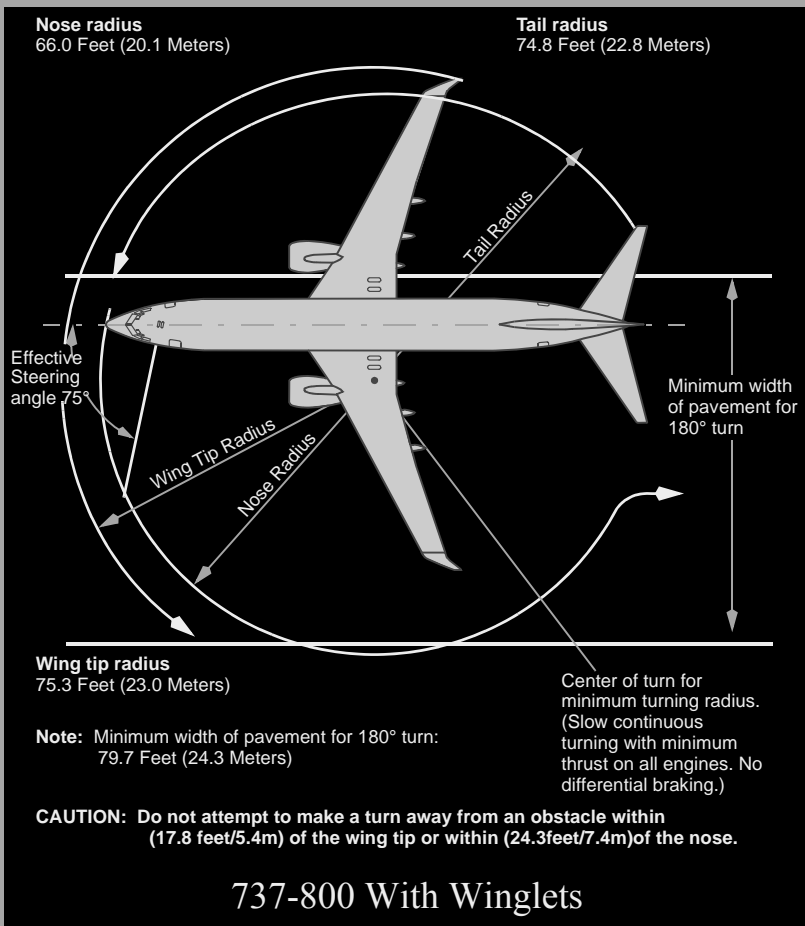 Nose radius
66.0 Feet (20.1 Meters)
Tail radius
74.8 Feet (22.8 Meters)
Tail Radius
Effective
Steering
angle 75°
Wing Tip Radius
Nose Radius
Minimum width
of pavement for
180° turn
Wing tip radius
75.3 Feet (23.0 Meters)
Center of turn for
minimum turning radius.
(Slow continuous
turning with minimum
thrust on all engines. No
differential braking.)
Note: Minimum width of pavement for 180° turn:
79.7 Feet (24.3 Meters)
CAUTION: Do not attempt to make a turn away from an obstacle within
(17.8 feet/5.4m) of the wing tip or within (24.3feet/7.4m)of the nose.
737-800 With Winglets